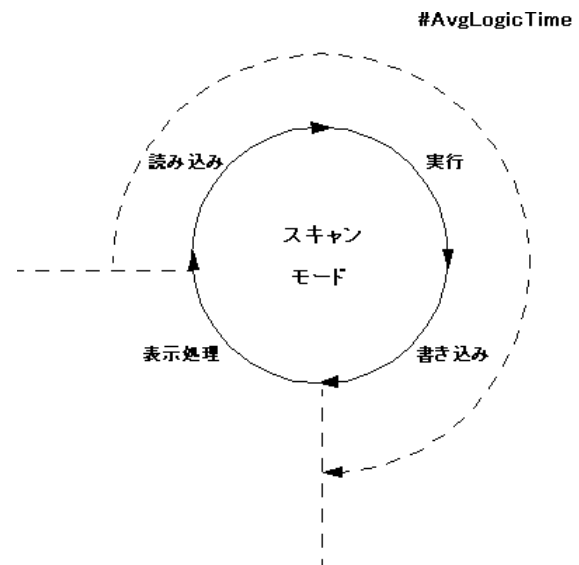 #AvgLogicTime
読み込み
実行
スキャン
モード
表示処理
書き込み